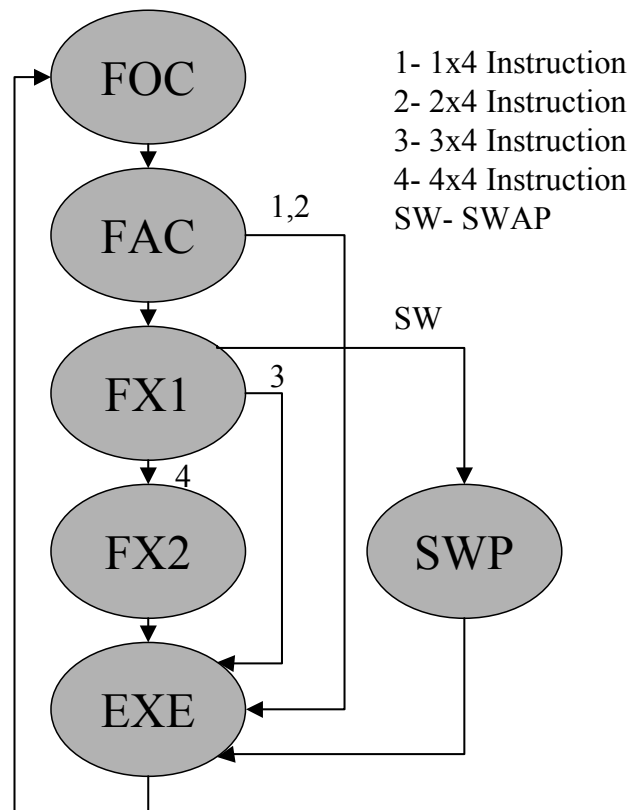 FOC
1- 1x4 Instruction
2- 2x4 Instruction
3- 3x4 Instruction
4- 4x4 Instruction
SW- SWAP
1,2
FAC
SW
FX1
3
4
FX2
SWP
EXE